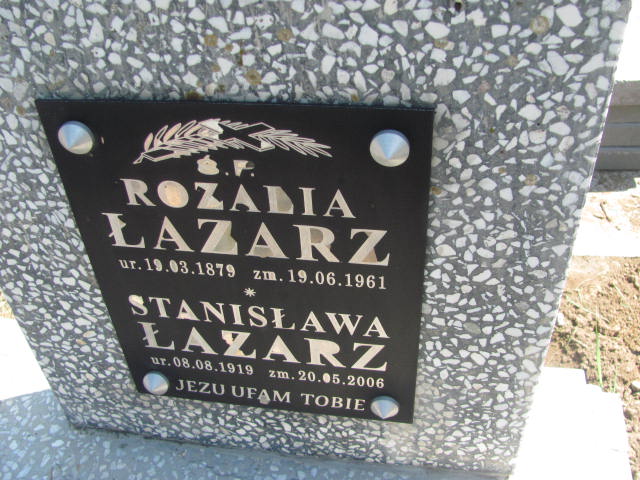 Ś.P.
ROZALIA
ŁAZARZ
ur.19.03.1879 zm.19.06.1961
*
STANISŁAWA
ŁAZARZ
ur.08.08.1919 zm.20.05.2006
JEZU UFAM TOBIE